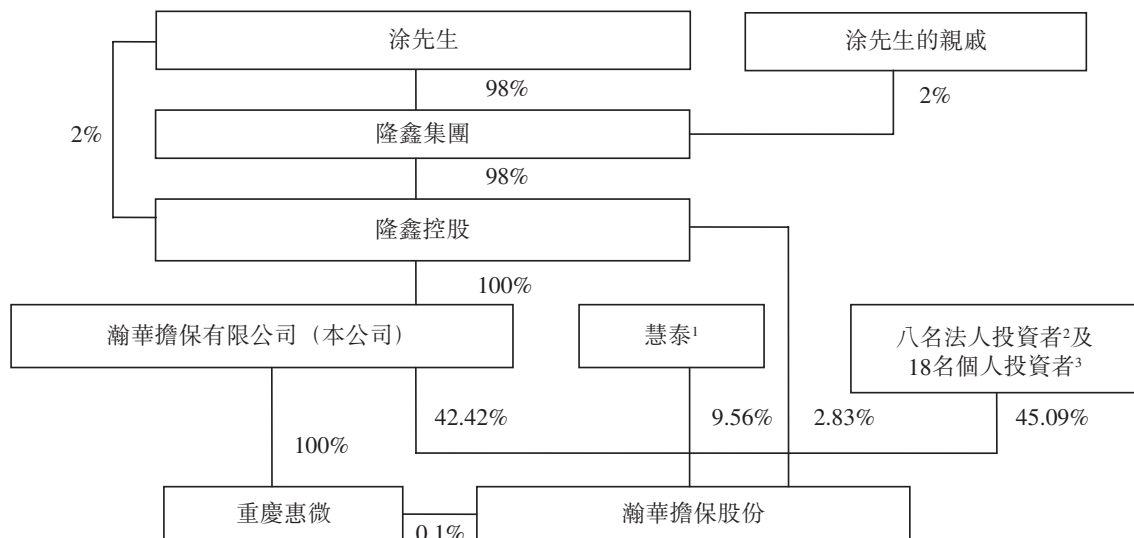 涂先生
涂先生的親戚
98%
2%
2%
隆鑫集團
98%
隆鑫控股
100%
瀚華擔保有限公司（本公司）
慧泰¹
八名法人投資者²及
18名個人投資者³
42.42%
9.56%
2.83%
45.09%
100%
重慶惠微
瀚華擔保股份
0.1%